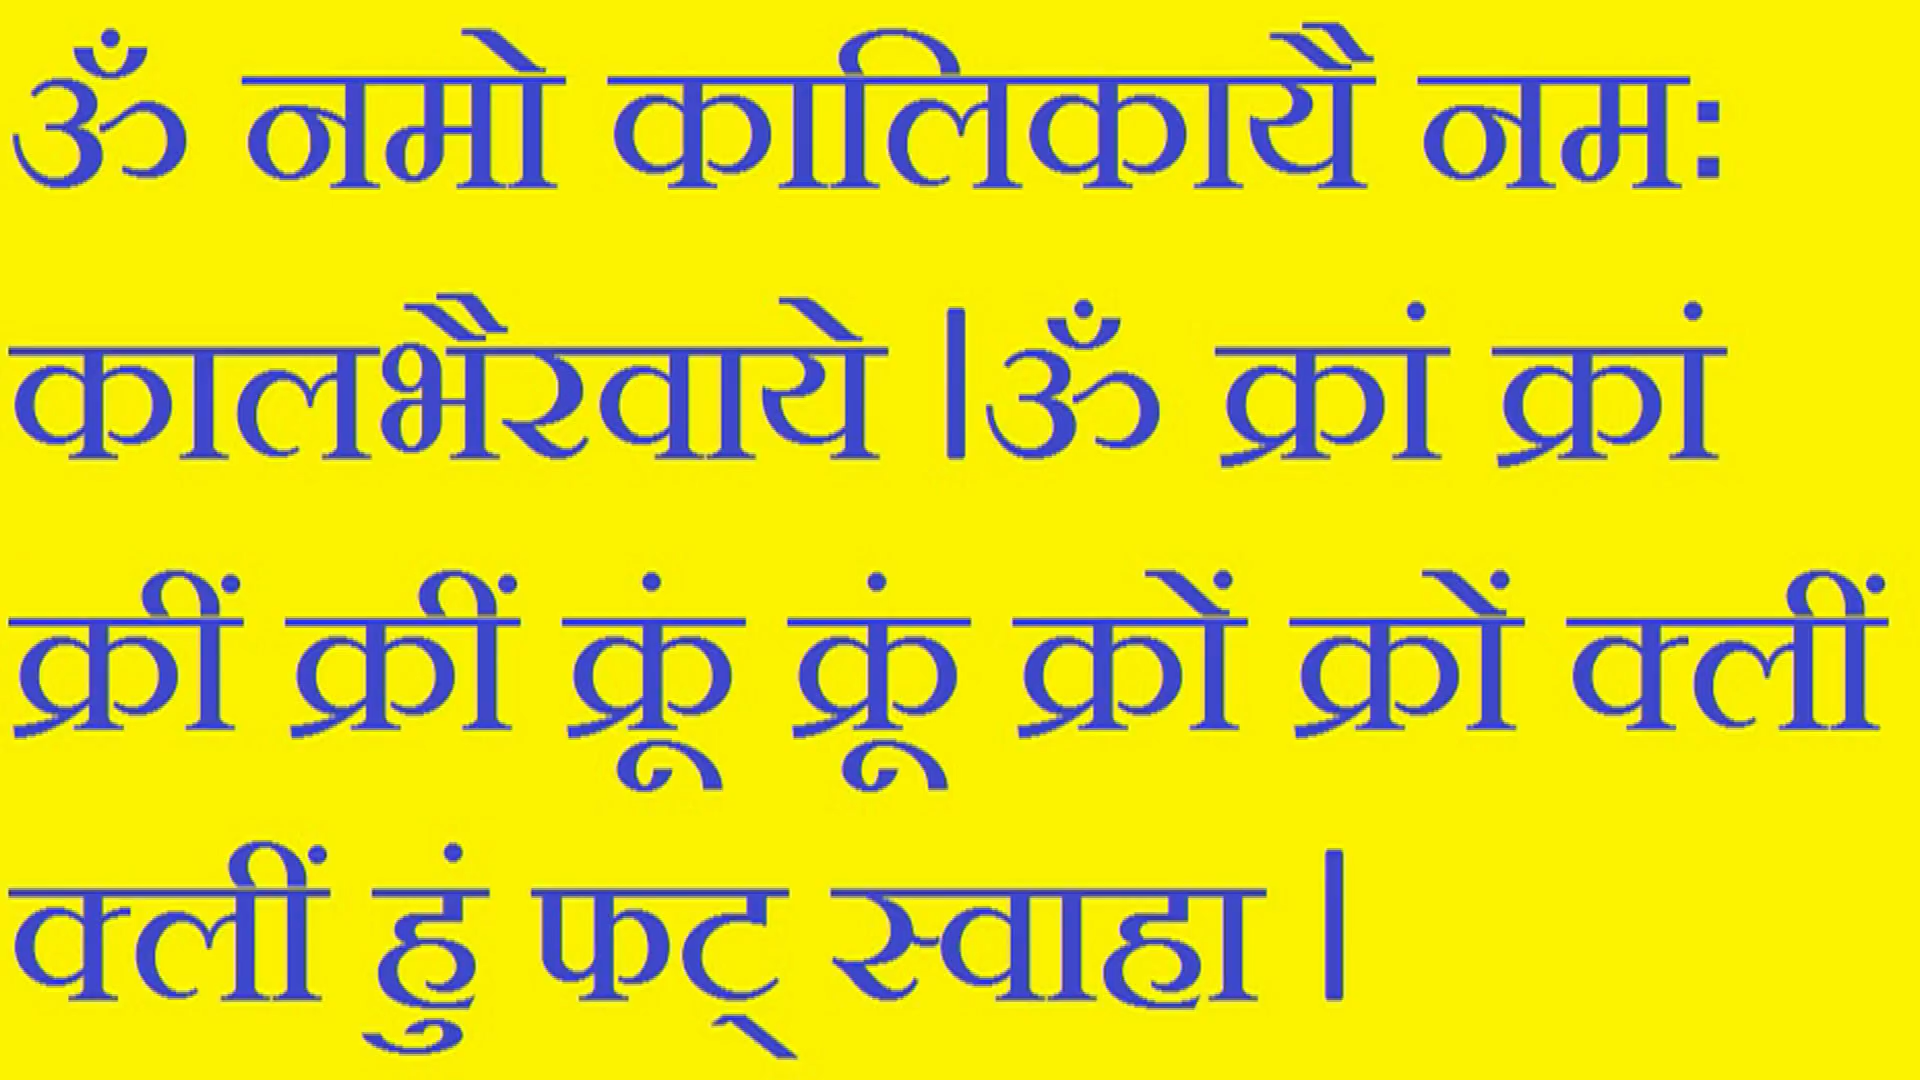 ॐ नमो कालिकायै नमः
कालभैरवाये ।ॐ क्रां क्रां
क्रीं क्रीं क्रूं क्रूं क्रों क्रों क्लीं
क्लीं हुं फट् स्वाहा ।